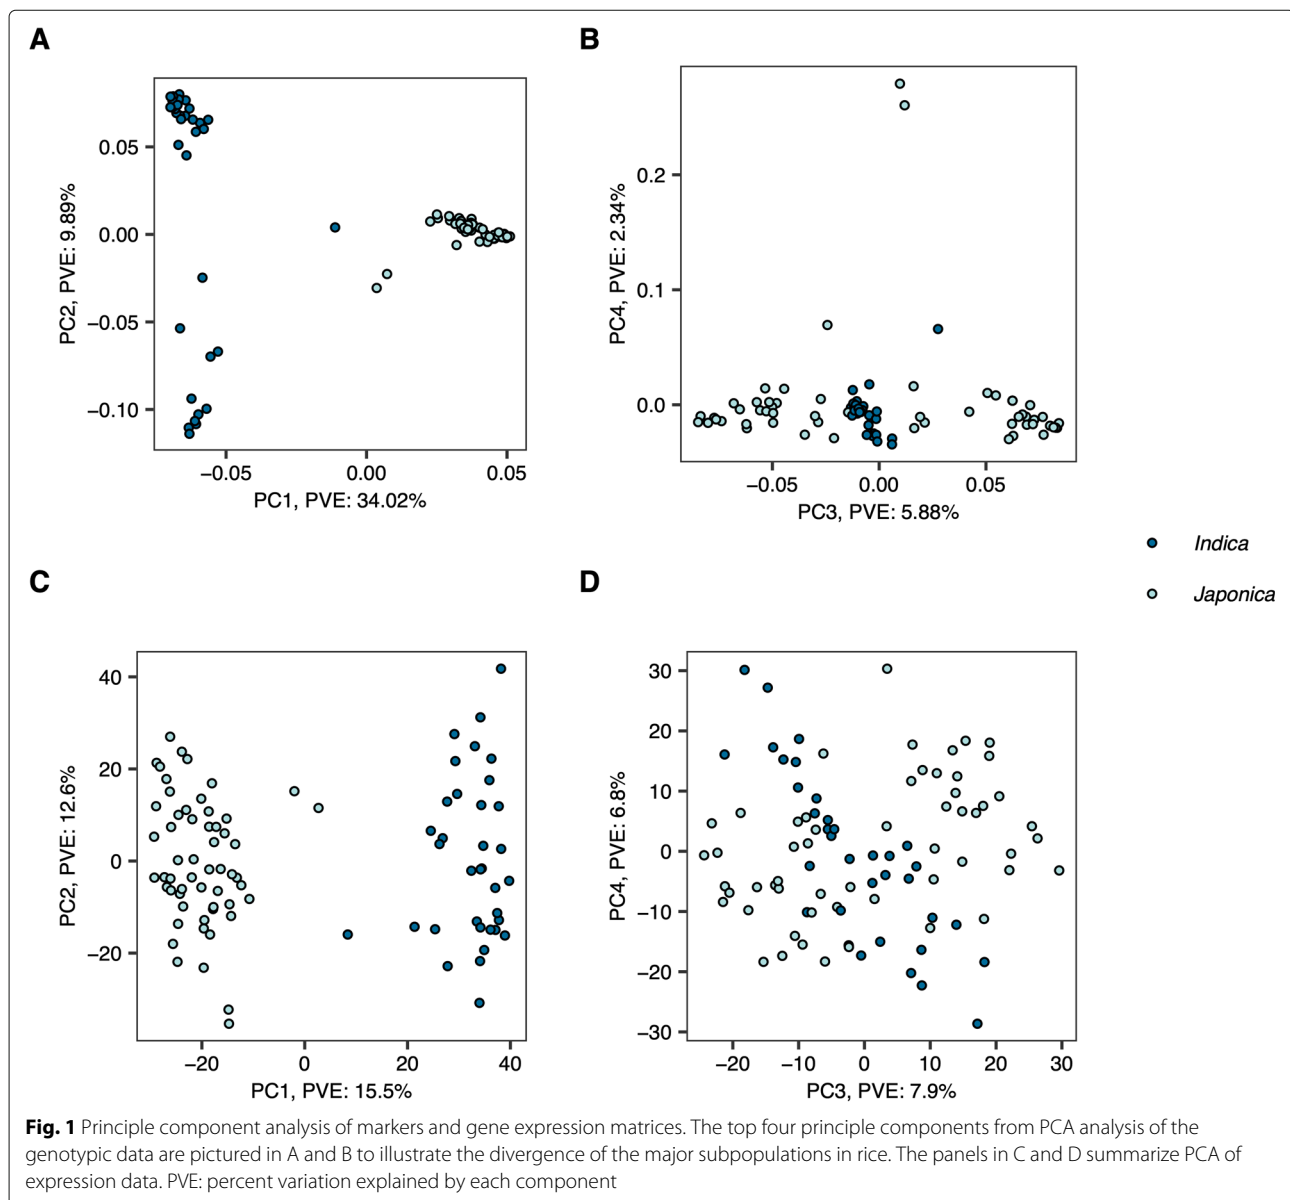 A
B
0.05
0.00
−0.05
−0.10
PC2, PVE: 9.89%
−0.05
0.00
0.05
PC1, PVE: 34.02%
0.2
0.1
0.0
PC4, PVE: 2.34%
−0.05
0.00
0.05
PC3, PVE: 5.88%
Indica
Japonica
C
D
40
20
0
−20
PC2, PVE: 12.6%
−20
0
20
40
PC1, PVE: 15.5%
30
20
10
0
−10
−20
−30
PC4, PVE: 6.8%
−20
−10
0
10
20
30
PC3, PVE: 7.9%
Fig. 1 Principle component analysis of markers and gene expression matrices. The top four principle components from PCA analysis of the
genotypic data are pictured in A and B to illustrate the divergence of the major subpopulations in rice. The panels in C and D summarize PCA of
expression data. PVE: percent variation explained by each component